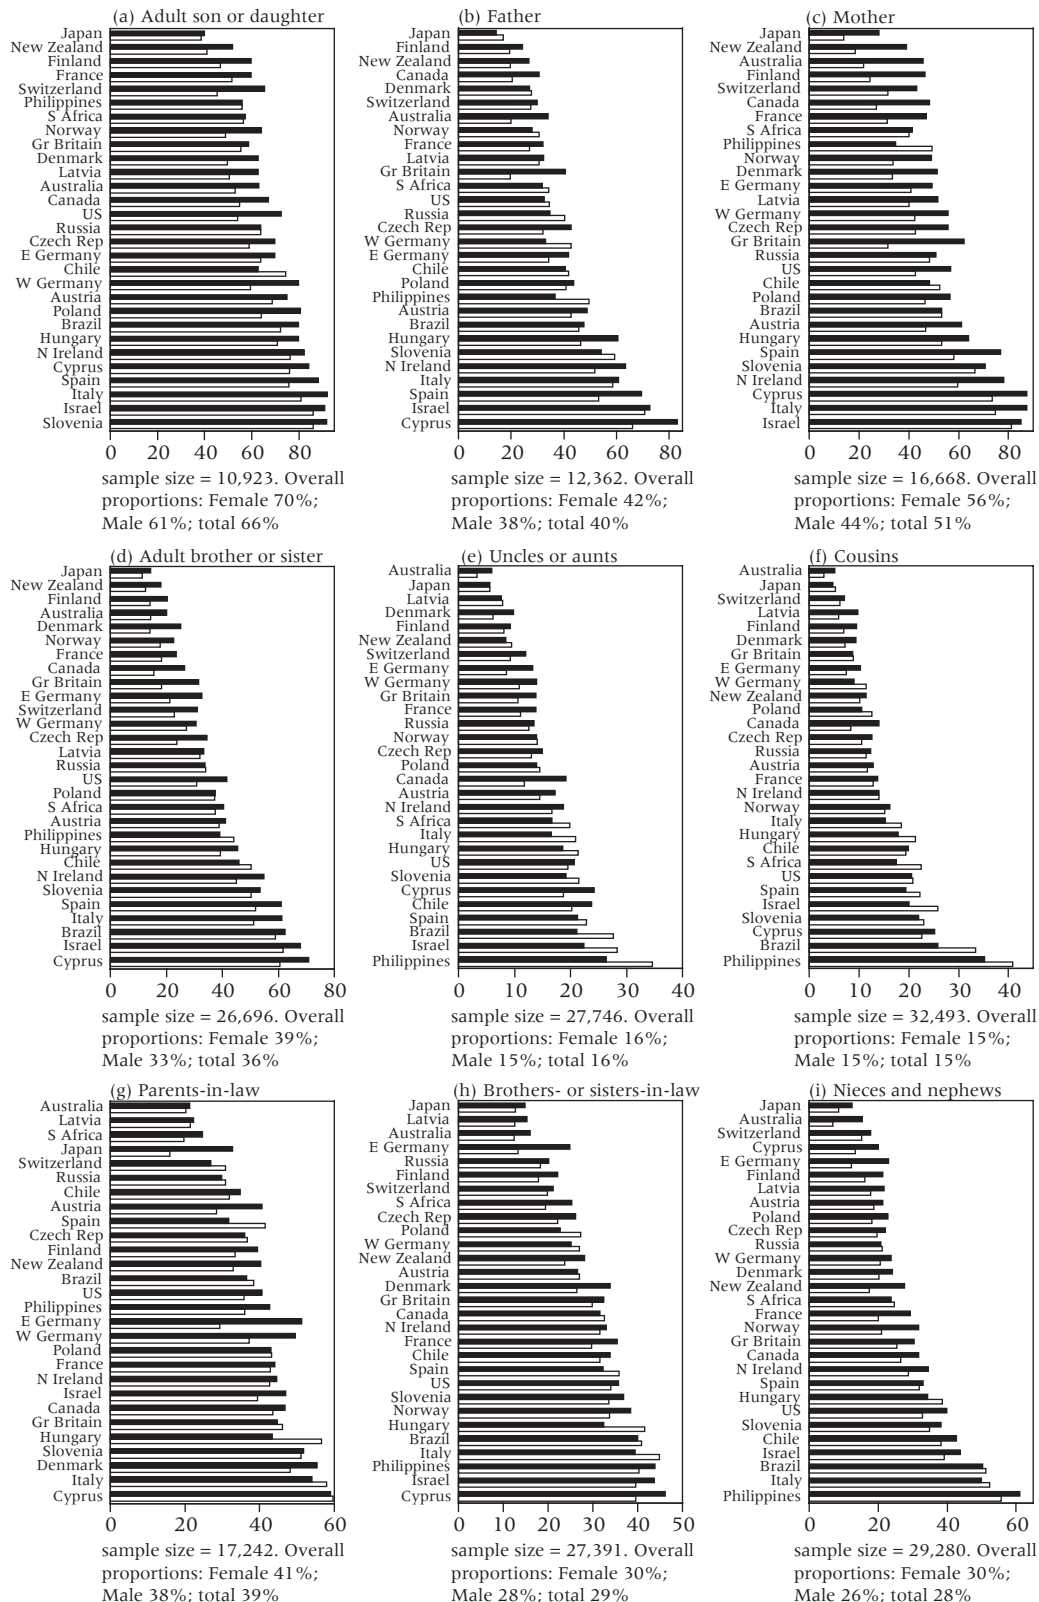 (a) Adult son or daughter
Japan
New Zealand
Finland
France
Switzerland
Philippines
S Africa
Norway
Gr Britain
Denmark
Latvia
Australia
Canada
US
Russia
Czech Rep
E Germany
Chile
W Germany
Austria
Poland
Brazil
Hungary
N Ireland
Cyprus
Spain
Italy
Israel
Slovenia
0 20 40 60 80
sample size = 10,923. Overall
proportions: Female 70%;
Male 61%; total 66%
(b) Father
Japan
Finland
New Zealand
Canada
Denmark
Switzerland
Australia
Norway
France
Latvia
Gr Britain
S Africa
US
Russia
Czech Rep
W Germany
E Germany
Chile
Poland
Philippines
Austria
Brazil
Hungary
Slovenia
N Ireland
Italy
Spain
Israel
Cyprus
0 20 40 60 80
sample size = 12,362. Overall
proportions: Female 42%;
Male 38%; total 40%
(c) Mother
Japan
New Zealand
Australia
Finland
Switzerland
Canada
France
S Africa
Philippines
Norway
Denmark
E Germany
Latvia
W Germany
Czech Rep
Gr Britain
Russia
US
Chile
Poland
Brazil
Austria
Hungary
Spain
Slovenia
N Ireland
Cyprus
Italy
Israel
0 20 40 60 80
sample size = 16,668. Overall
proportions: Female 56%;
Male 44%; total 51%
(d) Adult brother or sister
Japan
New Zealand
Finland
Australia
Denmark
Norway
France
Canada
Gr Britain
E Germany
Switzerland
W Germany
Czech Rep
Latvia
Russia
US
Poland
S Africa
Austria
Philippines
Hungary
Chile
N Ireland
Slovenia
Spain
Italy
Brazil
Israel
Cyprus
0 20 40 60 80
sample size = 26,696. Overall
proportions: Female 39%;
Male 33%; total 36%
(e) Uncles or aunts
Australia
Japan
Latvia
Denmark
Finland
New Zealand
Switzerland
E Germany
W Germany
Gr Britain
France
Russia
Norway
Czech Rep
Poland
Canada
Austria
N Ireland
S Africa
Italy
Hungary
US
Slovenia
Cyprus
Chile
Spain
Brazil
Israel
Philippines
0 10 20 30 40
sample size = 27,746. Overall
proportions: Female 16%;
Male 15%; total 16%
(f) Cousins
Australia
Japan
Switzerland
Latvia
Finland
Denmark
Gr Britain
E Germany
W Germany
New Zealand
Poland
Canada
Czech Rep
Russia
Austria
France
N Ireland
Norway
Italy
Hungary
Chile
S Africa
US
Spain
Israel
Slovenia
Cyprus
Brazil
Philippines
0 10 20 30 40
sample size = 32,493. Overall
proportions: Female 15%;
Male 15%; total 15%
(g) Parents-in-law
Australia
Latvia
S Africa
Japan
Switzerland
Russia
Chile
Austria
Spain
Czech Rep
Finland
New Zealand
Brazil
US
Philippines
E Germany
W Germany
Poland
France
N Ireland
Israel
Canada
Gr Britain
Hungary
Slovenia
Denmark
Italy
Cyprus
0 20 40 60
sample size = 17,242. Overall
proportions: Female 41%;
Male 38%; total 39%
(h) Brothers- or sisters-in-law
Japan
Latvia
Australia
E Germany
Russia
Finland
Switzerland
S Africa
Czech Rep
Poland
W Germany
New Zealand
Austria
Denmark
Gr Britain
Canada
N Ireland
France
Chile
Spain
US
Slovenia
Norway
Hungary
Brazil
Italy
Philippines
Israel
Cyprus
0 10 20 30 40 50
sample size = 27,391. Overall
proportions: Female 30%;
Male 28%; total 29%
(i) Nieces and nephews
Japan
Australia
Switzerland
Cyprus
E Germany
Finland
Latvia
Austria
Poland
Czech Rep
Russia
W Germany
Denmark
New Zealand
S Africa
France
Norway
Gr Britain
Canada
N Ireland
Spain
Hungary
US
Slovenia
Chile
Israel
Brazil
Italy
Philippines
0 20 40 60
sample size = 29,280. Overall
proportions: Female 30%;
Male 26%; total 28%